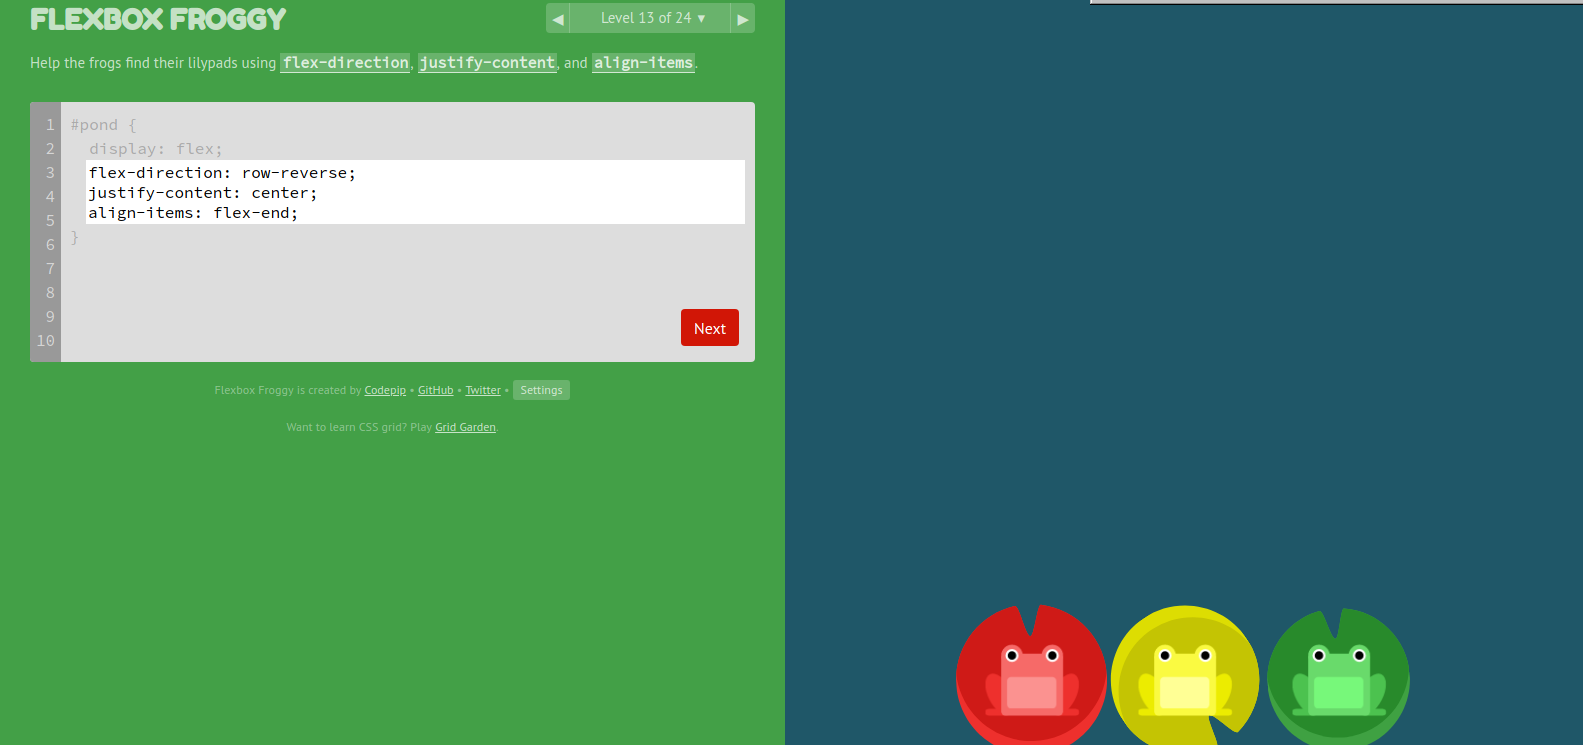 FLEXBOX FROGGY
◀ Level 13 of 24 ▾ ▶
Help the frogs find their lilypads using flex-direction, justify-content, and align-items.
1 #pond {
2 display: flex;
3 flex-direction: row-reverse;
4 justify-content: center;
5 align-items: flex-end;
6 }
7
8
9
10
Next
Flexbox Froggy is created by Codepip • GitHub • Twitter • Settings
Want to learn CSS grid? Play Grid Garden.